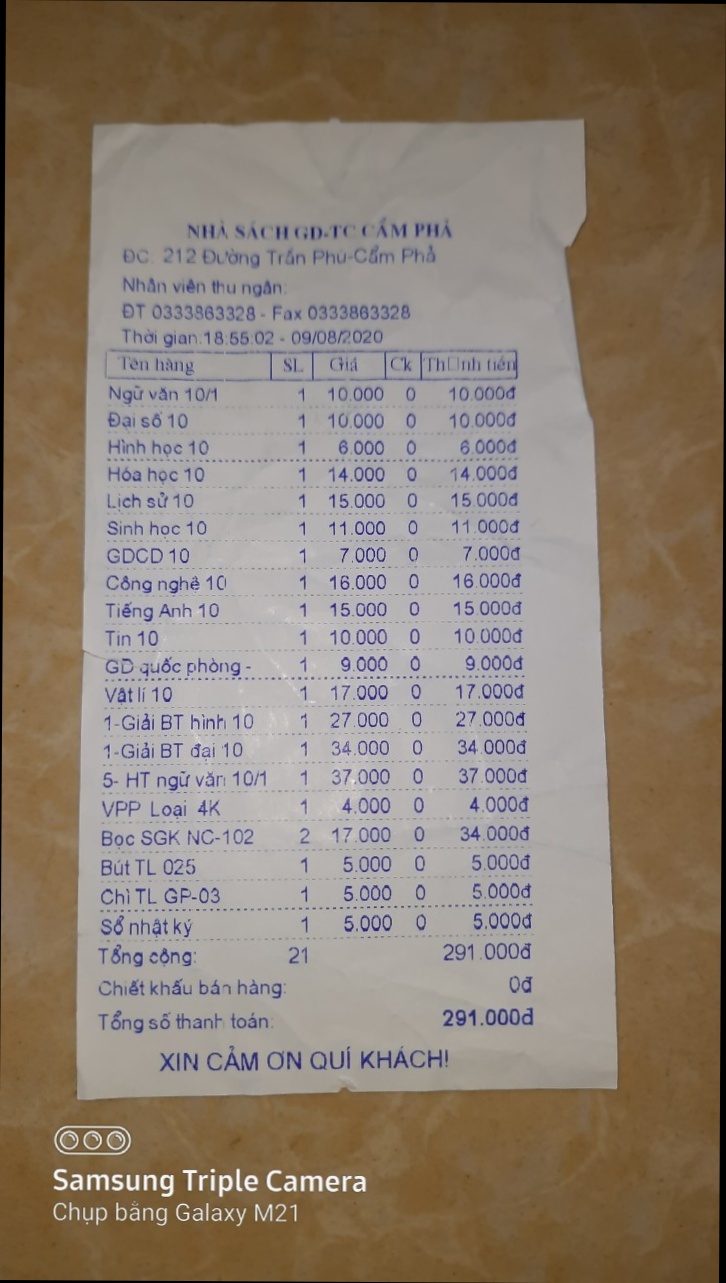 NHÀ SÁCH GD-TC CẨM PHẢ
ĐC: 212 Đường Trần Phú-Cẩm Phả
Nhân viên thu ngân:
ĐT 0333863328 - Fax 0333863328
Thời gian:18:55:02 - 09/08/2020
Tên hàng SL Giá Ck Th□nh tiền
Ngữ văn 10/1 1 10.000 0 10.000đ
Đại số 10 1 10.000 0 10.000đ
Hình học 10 1 6.000 0 6.000đ
Hóa học 10 1 14.000 0 14.000đ
Lịch sử 10 1 15.000 0 15.000đ
Sinh học 10 1 11.000 0 11.000đ
GDCD 10 1 7.000 0 7.000đ
Công nghệ 10 1 16.000 0 16.000đ
Tiếng Anh 10 1 15.000 0 15.000đ
Tin 10 1 10.000 0 10.000đ
GD quốc phòng - 1 9.000 0 9.000đ
Vật lí 10 1 17.000 0 17.000đ
1-Giải BT hình 10 1 27.000 0 27.000đ
1-Giải BT đại 10 1 34.000 0 34.000đ
5- HT ngữ văn 10/1 1 37.000 0 37.000đ
VPP Loại 4K 1 4.000 0 4.000đ
Bọc SGK NC-102 2 17.000 0 34.000đ
Bút TL 025 1 5.000 0 5.000đ
Chì TL GP-03 1 5.000 0 5.000đ
Sổ nhật ký 1 5.000 0 5.000đ
Tổng cộng: 21 291.000đ
Chiết khấu bán hàng: 0đ
Tổng số thanh toán: 291.000đ
XIN CẢM ƠN QUÍ KHÁCH!
Samsung Triple Camera
Chụp bằng Galaxy M21